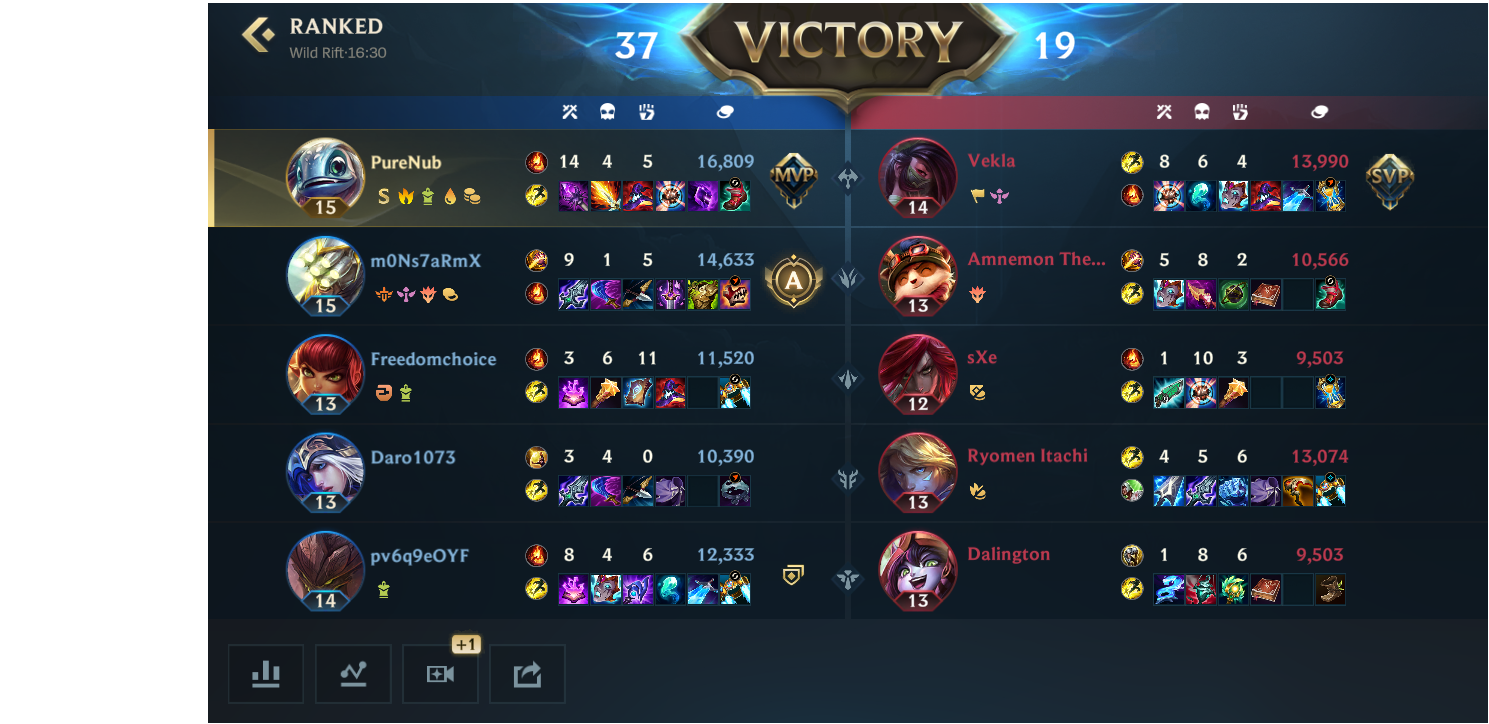 RANKED
Wild Rift·16:30
37 VICTORY 19
PureNub 14 4 5 16,809 MVP
15 S
Vekla 8 6 4 13,990 SVP
14
m0Ns7aRmX 9 1 5 14,633 A
15
Amnemon The... 5 8 2 10,566
13
Freedomchoice 3 6 11 11,520
13
sXe 1 10 3 9,503
12
Daro1073 3 4 0 10,390
13
Ryomen Itachi 4 5 6 13,074
13
pv6q9eOYF 8 4 6 12,333
14
Dalington 1 8 6 9,503
13
+1